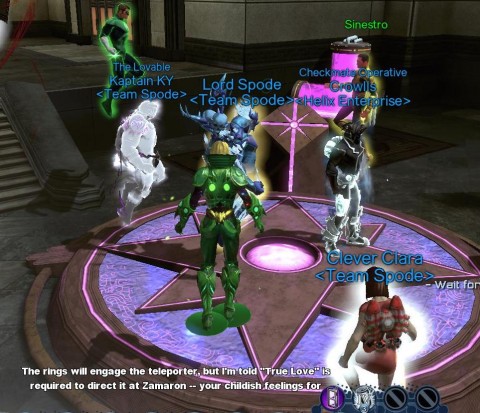 Sinestro
The Lovable
Kaptain KY
<Team Spode>
Lord Spode
<Team Spode>
Checkmate Operative
Crowlls
<Helix Enterprise>
Clever Clara
<Team Spode>
- Wait for
The rings will engage the teleporter, but I'm told "True Love" is
required to direct it at Zamaron -- your childish feelings for